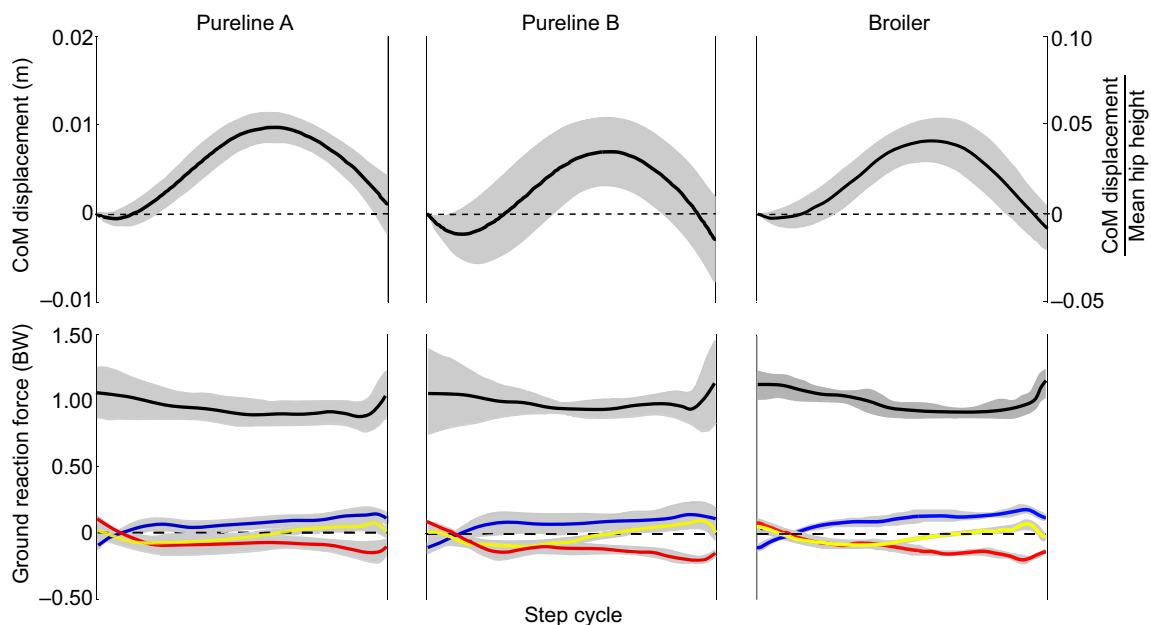 Pureline A
Pureline B
Broiler
CoM displacement (m)
0.02
0.01
0
–0.01
0.10
0.05
0
–0.05
CoM displacement
Mean hip height
Ground reaction force (BW)
1.50
1.00
0.50
0
–0.50
Step cycle